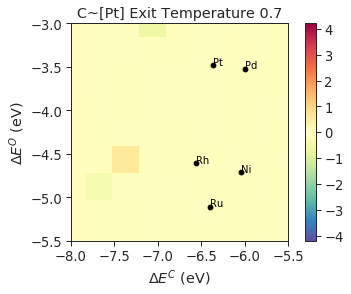 C~[Pt] Exit Temperature 0.7
−3.0
−3.5
−4.0
−4.5
−5.0
−5.5
ΔE^O (eV)
Pt
Pd
Rh
Ni
Ru
−8.0 −7.5 −7.0 −6.5 −6.0 −5.5
ΔE^C (eV)
4
3
2
1
0
−1
−2
−3
−4